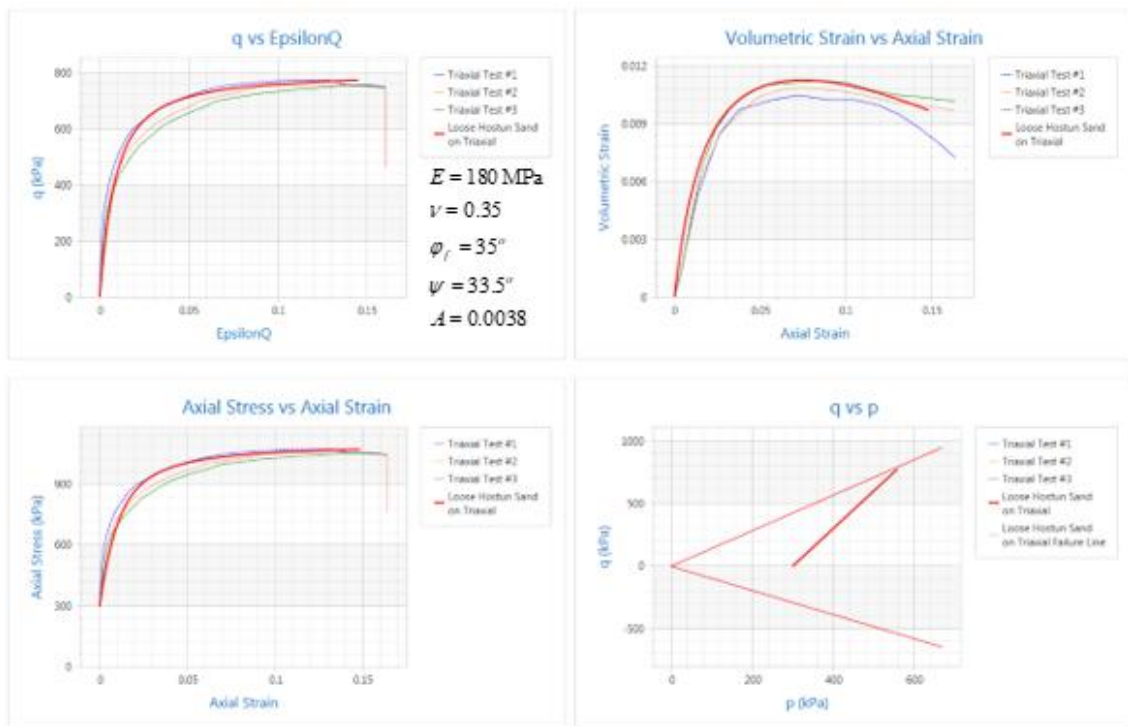 q vs EpsilonQ
q (kPa)
800
600
400
200
0
0
0.05
0.1
0.15
EpsilonQ
Triaxial Test #1
Triaxial Test #2
Triaxial Test #3
Loose Hostun Sand
on Triaxial
E = 180 MPa
ν = 0.35
φf = 35°
ψ = 33.5°
A = 0.0038
Volumetric Strain vs Axial Strain
Volumetric Strain
0.012
0.009
0.006
0.003
0
0
0.05
0.1
0.15
Axial Strain
Triaxial Test #1
Triaxial Test #2
Triaxial Test #3
Loose Hostun Sand
on Triaxial
Axial Stress vs Axial Strain
Axial Stress (kPa)
900
600
300
0
0
0.05
0.1
0.15
Axial Strain
Triaxial Test #1
Triaxial Test #2
Triaxial Test #3
Loose Hostun Sand
on Triaxial
q vs p
q (kPa)
1000
500
0
-500
0
200
400
600
p (kPa)
Triaxial Test #1
Triaxial Test #2
Triaxial Test #3
Loose Hostun Sand
on Triaxial
Loose Hostun Sand
on Triaxial Failure Line